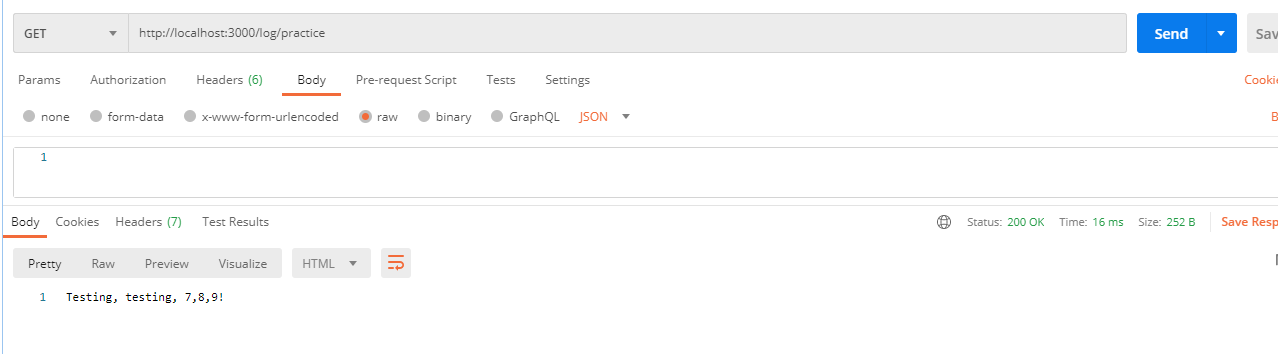 GET http://localhost:3000/log/practice Send Sav
Params Authorization Headers (6) Body Pre-request Script Tests Settings Cookie
none form-data x-www-form-urlencoded raw binary GraphQL JSON B
1
Body Cookies Headers (7) Test Results Status: 200 OK Time: 16 ms Size: 252 B Save Resp
Pretty Raw Preview Visualize HTML
1 Testing, testing, 7,8,9!